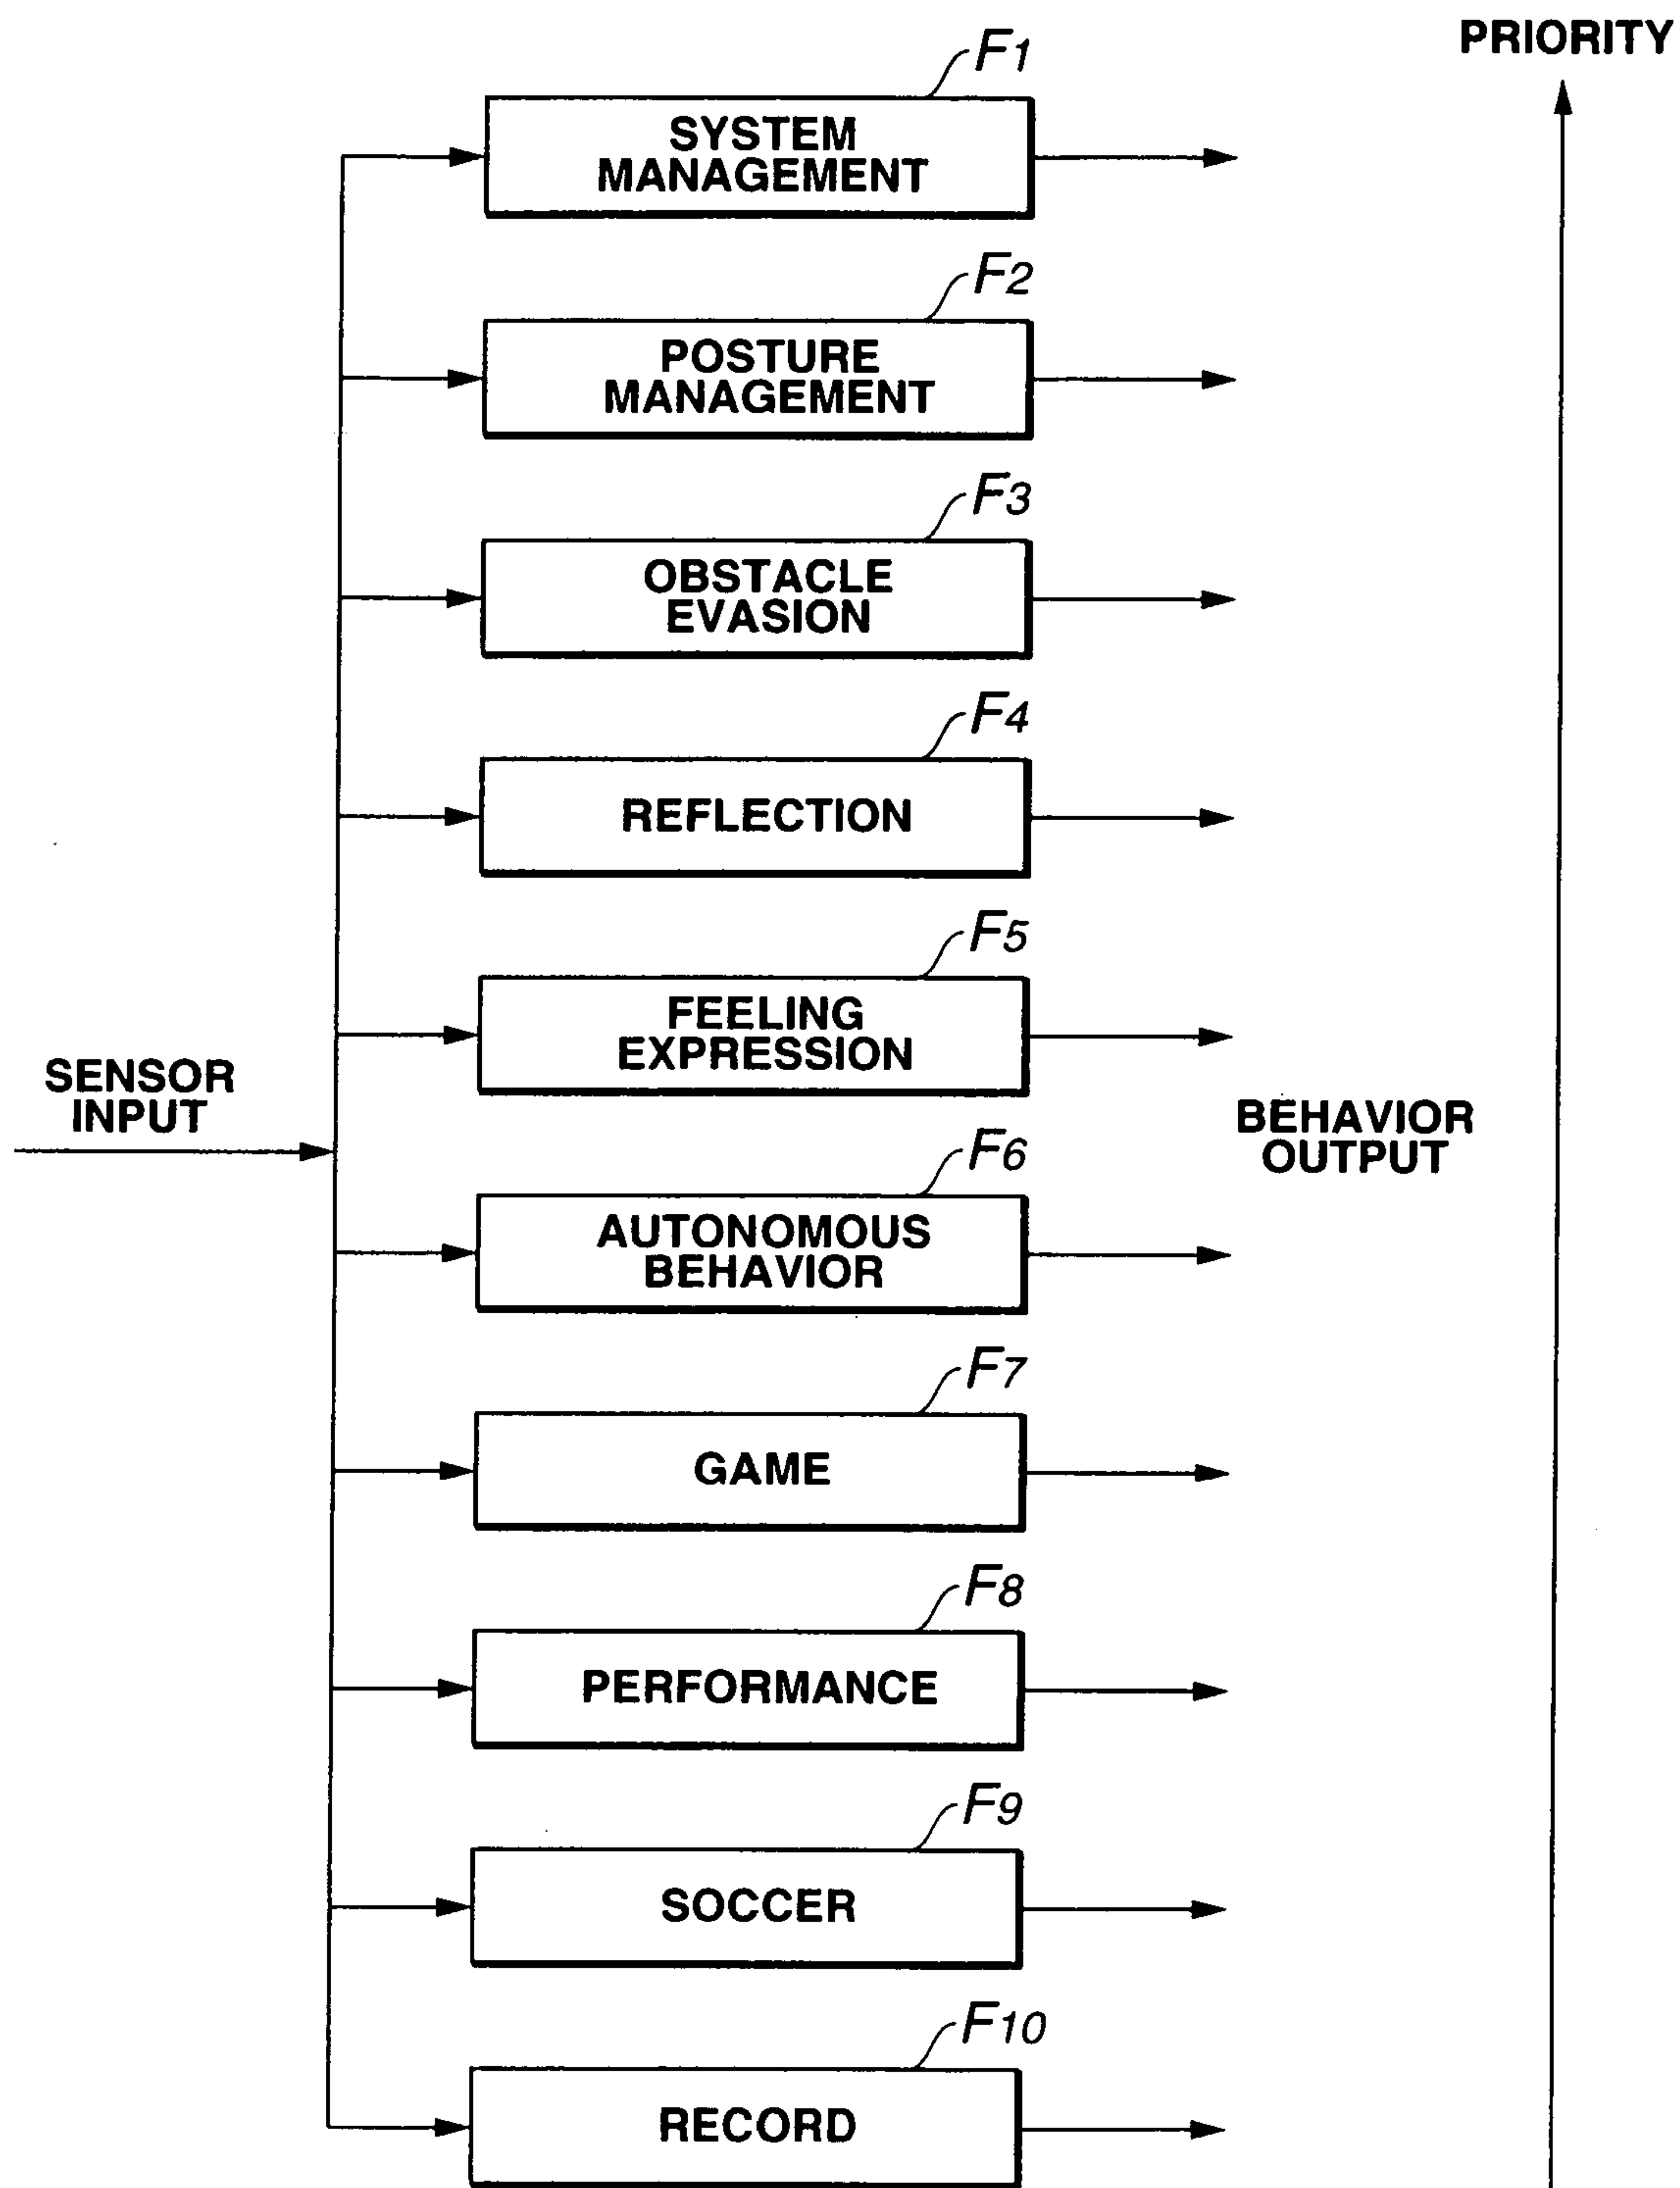 PRIORITY
F1
SYSTEM
MANAGEMENT
F2
POSTURE
MANAGEMENT
F3
OBSTACLE
EVASION
F4
REFLECTION
F5
FEELING
EXPRESSION
SENSOR
INPUT
BEHAVIOR
OUTPUT
F6
AUTONOMOUS
BEHAVIOR
F7
GAME
F8
PERFORMANCE
F9
SOCCER
F10
RECORD